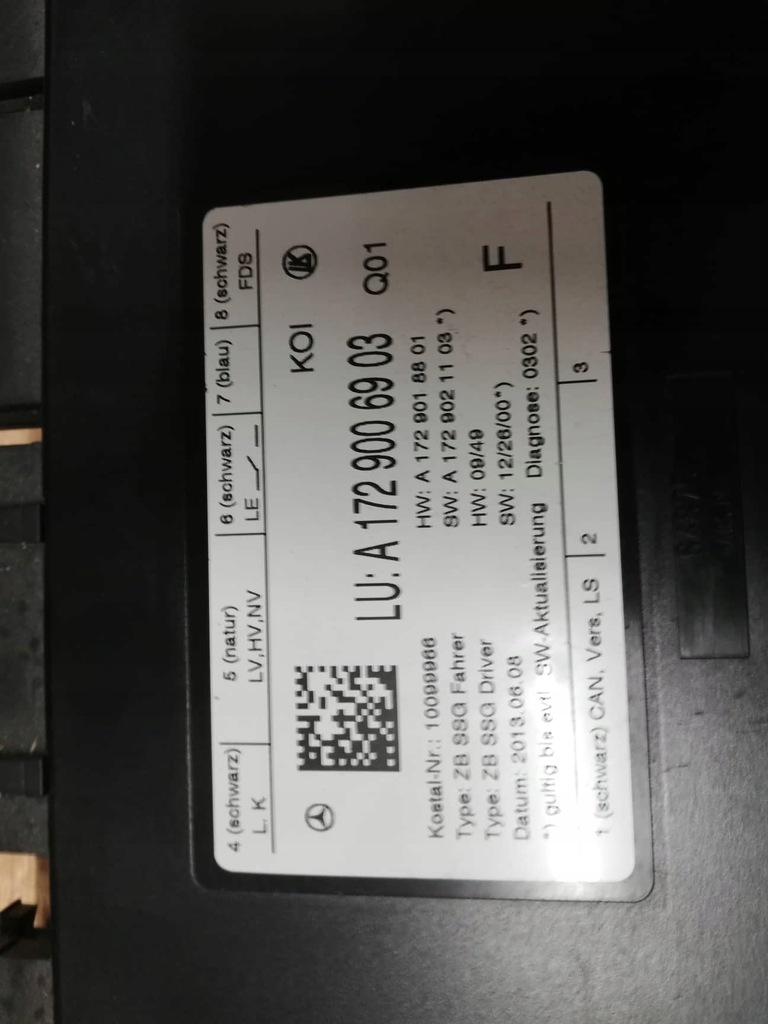 4 (schwarz) 5 (natur) 6 (schwarz) 7 (blau) 8 (schwarz)
L, K LV,HV,NV LE FDS
KOI
LU: A 172 900 69 03 Q01
Kostal-Nr.: 10099966 HW: A 172 901 88 01
Type: ZB SSG Fahrer SW: A 172 902 11 03 *)
Type: ZB SSG Driver HW: 09/49
Datum: 2013.06.08 SW: 12/26/00*) F
*) gültig bis evtl. SW-Aktualisierung Diagnose: 0302 *)
1 (schwarz) CAN, Vers, LS 2 3